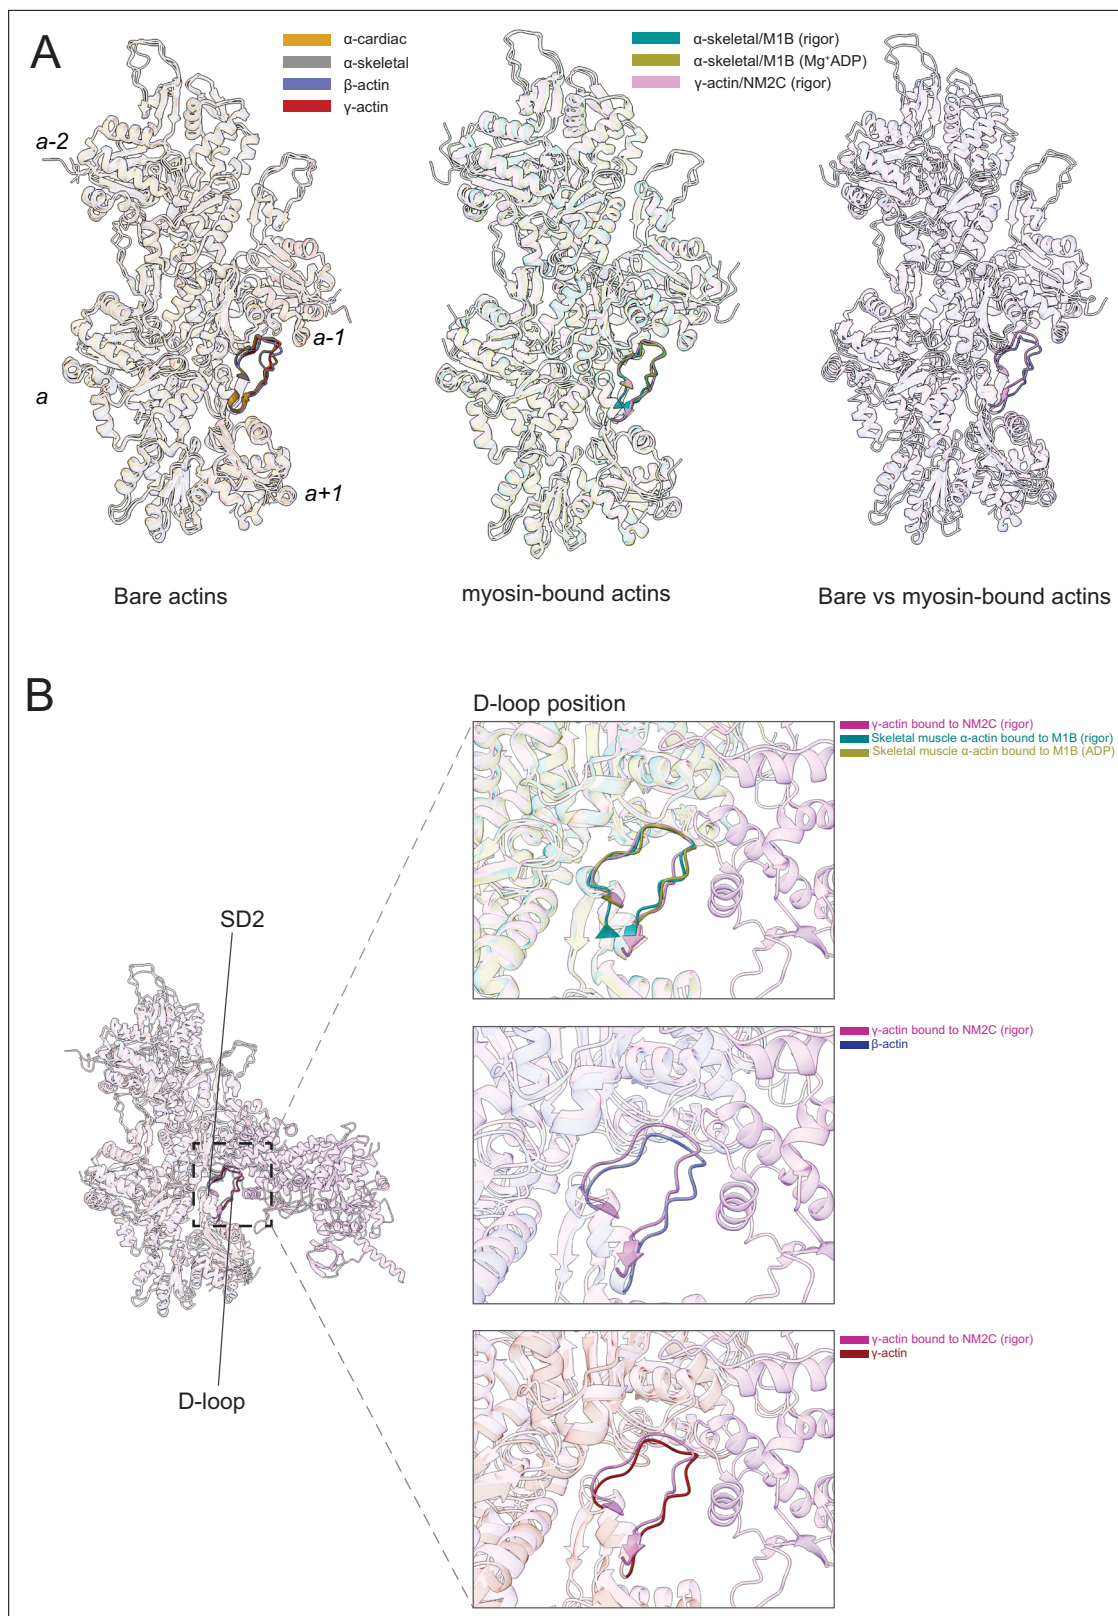 A
α-cardiac
α-skeletal
β-actin
γ-actin
α-skeletal/M1B (rigor)
α-skeletal/M1B (Mg⁺ADP)
γ-actin/NM2C (rigor)
a-2
a-1
a
a+1
Bare actins
myosin-bound actins
Bare vs myosin-bound actins
B
D-loop position
γ-actin bound to NM2C (rigor)
Skeletal muscle α-actin bound to M1B (rigor)
Skeletal muscle α-actin bound to M1B (ADP)
SD2
γ-actin bound to NM2C (rigor)
β-actin
D-loop
γ-actin bound to NM2C (rigor)
γ-actin